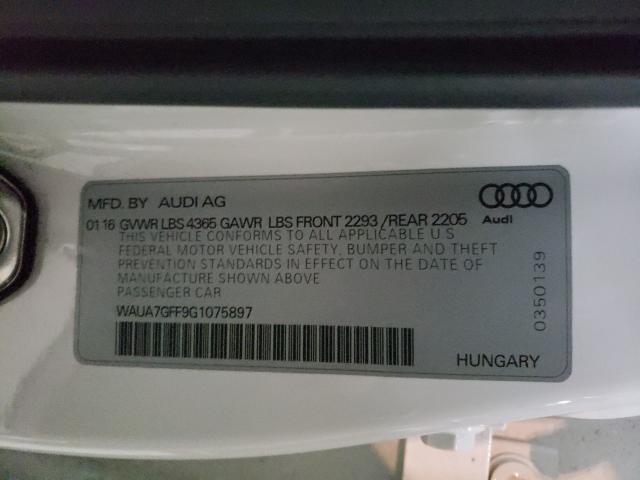 MFD. BY AUDI AG
01 16 GVWR LBS 4365 GAWR LBS FRONT 2293 /REAR 2205
Audi
THIS VEHICLE CONFORMS TO ALL APPLICABLE U S
FEDERAL MOTOR VEHICLE SAFETY, BUMPER AND THEFT
PREVENTION STANDARDS IN EFFECT ON THE DATE OF
MANUFACTURE SHOWN ABOVE
PASSENGER CAR
WAUA7GFF9G1075897
HUNGARY
0350139